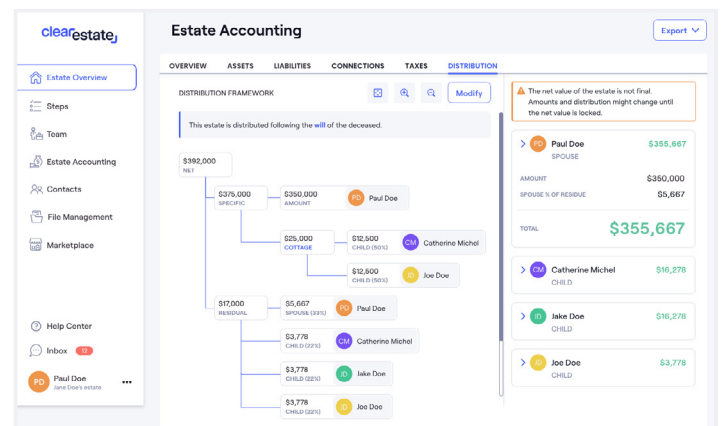 clearestate
Estate Accounting
Export
OVERVIEW ASSETS LIABILITIES CONNECTIONS TAXES DISTRIBUTION
Estate Overview
Steps
Team
Estate Accounting
Contacts
File Management
Marketplace
Help Center
Inbox 12
PD Paul Doe
Jane Doe's estate
DISTRIBUTION FRAMEWORK
Modify
This estate is distributed following the will of the deceased.
$392,000
NET
$375,000 $350,000 PD Paul Doe
SPECIFIC AMOUNT
$25,000 $12,500 CM Catherine Michel
COTTAGE CHILD (50%)
$12,500 JD Joe Doe
CHILD (50%)
$17,000 $5,667 PD Paul Doe
RESIDUAL SPOUSE (33%)
$3,778 CM Catherine Michel
CHILD (22%)
$3,778 JD Jake Doe
CHILD (22%)
$3,778 JD Joe Doe
CHILD (22%)
The net value of the estate is not final.
Amounts and distribution might change until
the net value is locked.
PD Paul Doe $355,667
SPOUSE
AMOUNT $350,000
SPOUSE % OF RESIDUE $5,667
TOTAL $355,667
CM Catherine Michel $16,278
CHILD
JD Jake Doe $16,278
CHILD
JD Joe Doe $3,778
CHILD